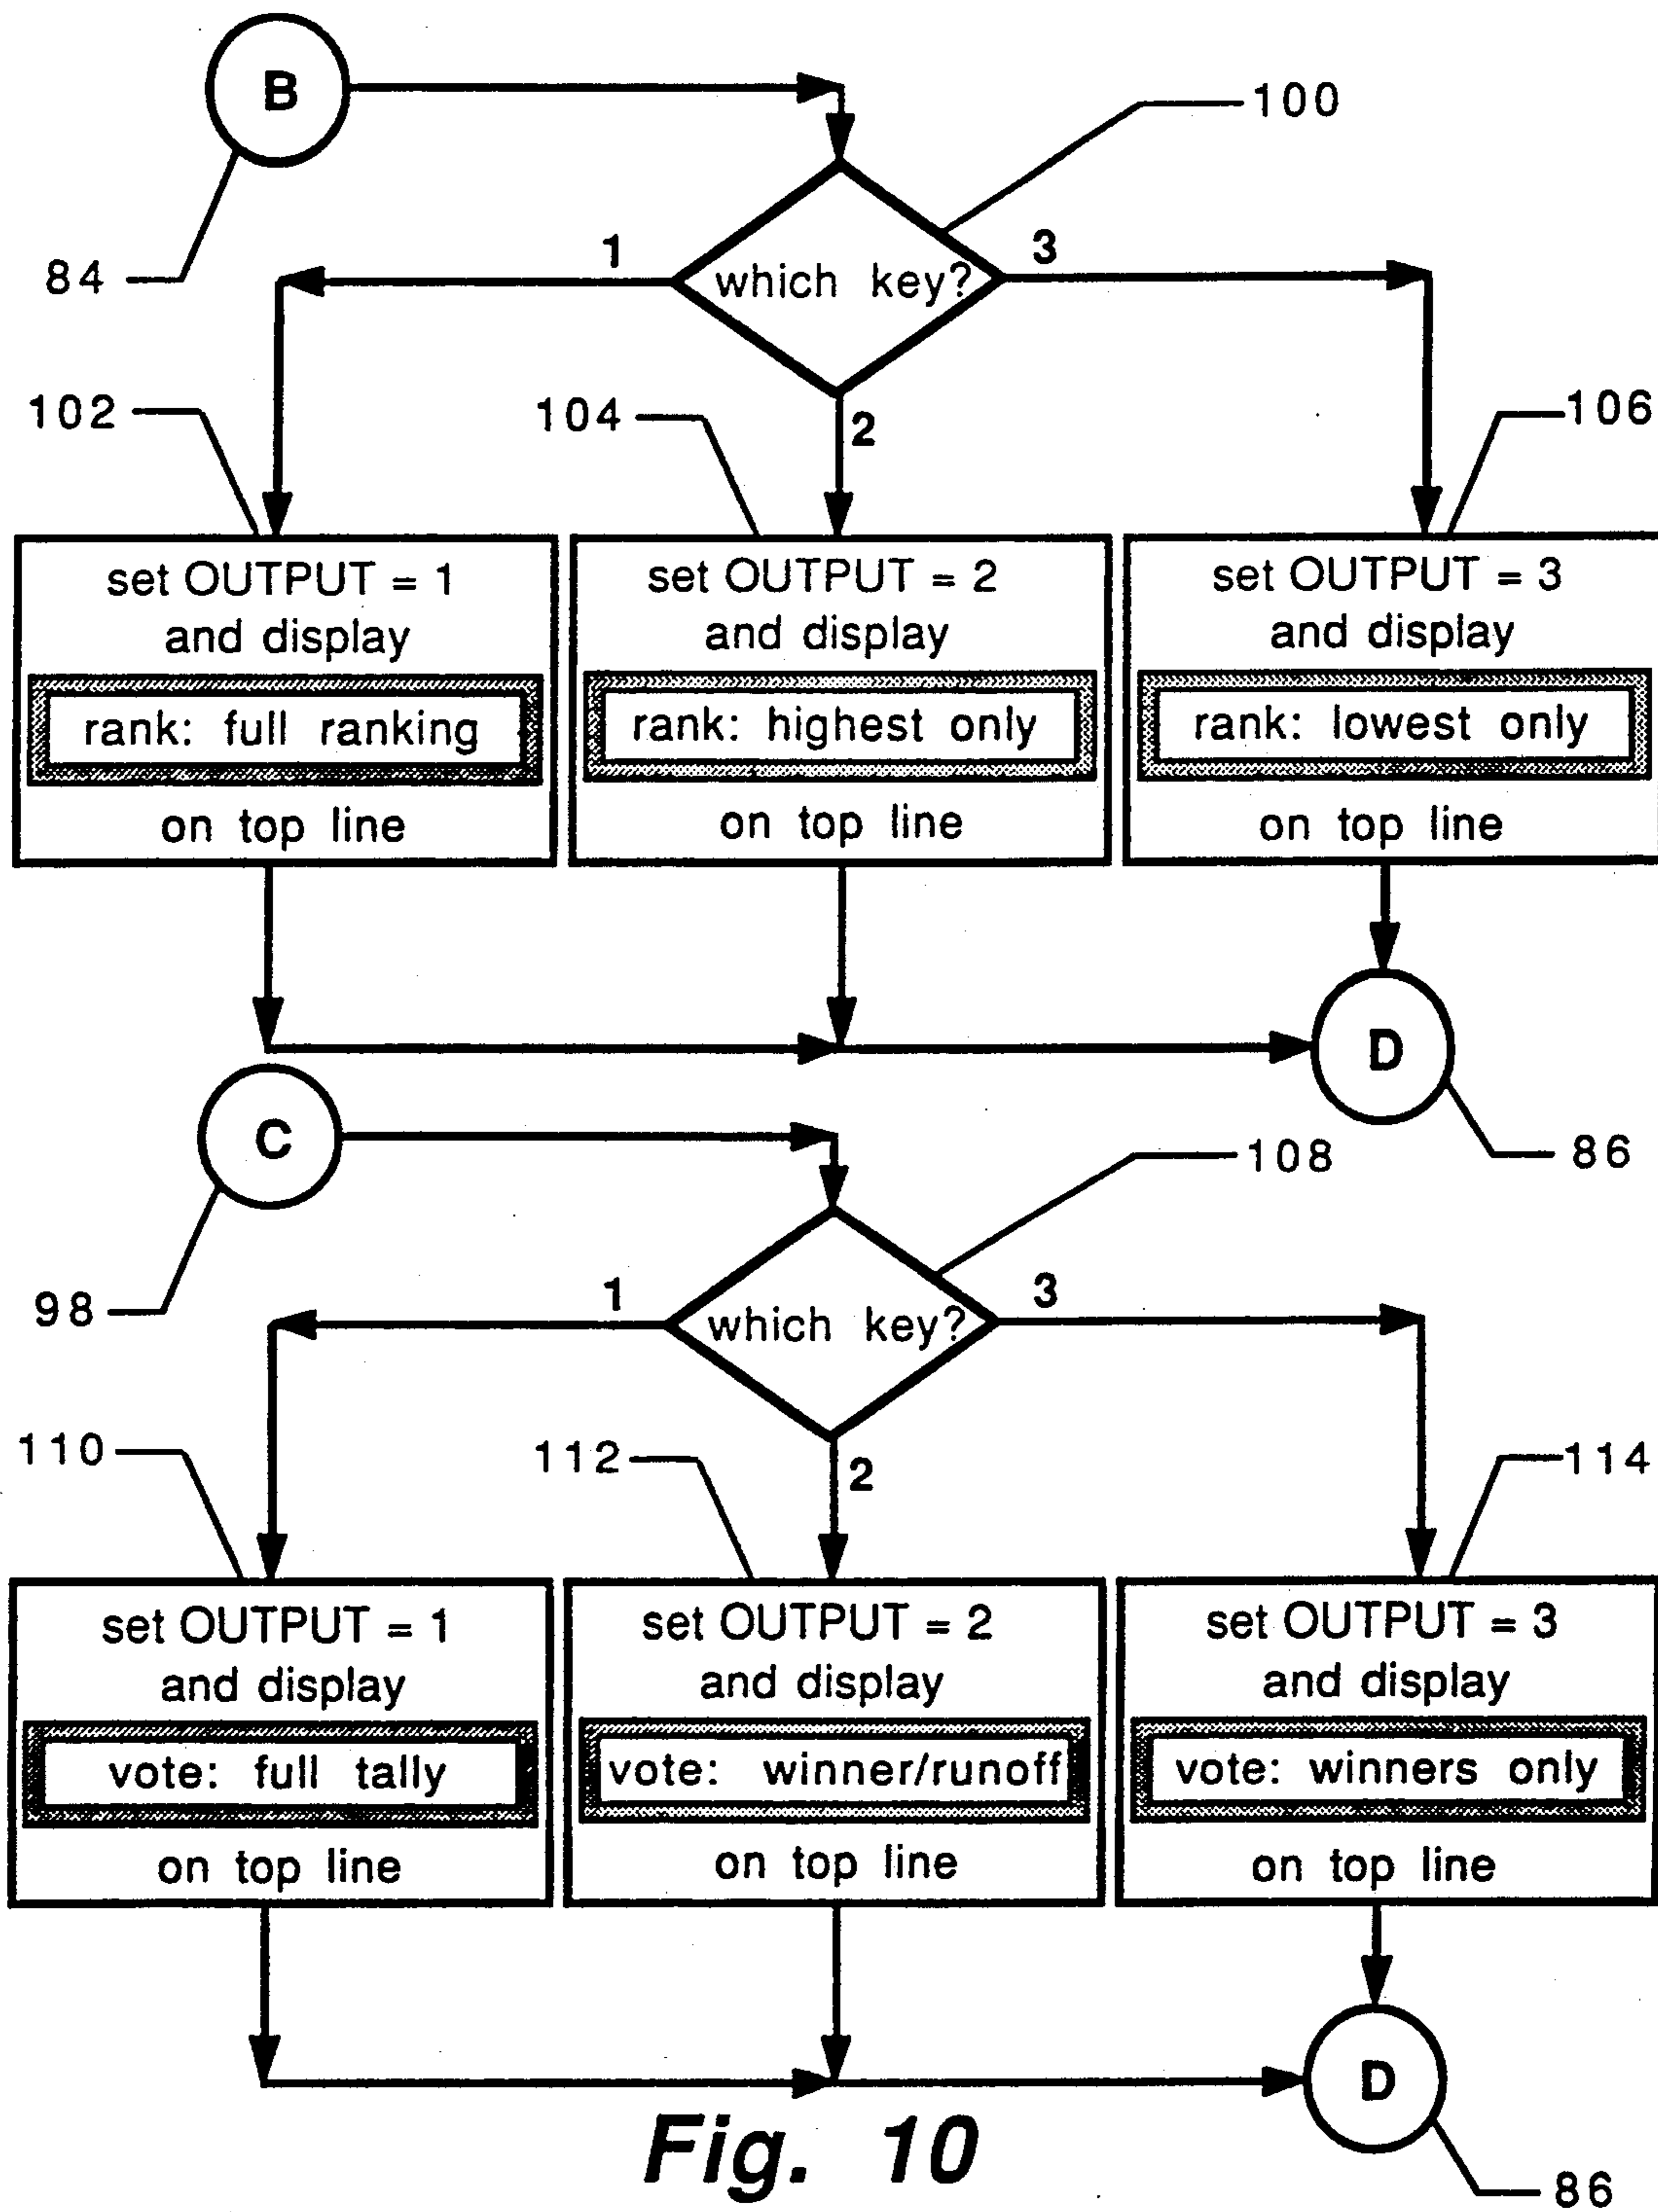 B
100
84
1
which key?
3
102
104
2
106
set OUTPUT = 1
and display
rank: full ranking
on top line
set OUTPUT = 2
and display
rank: highest only
on top line
set OUTPUT = 3
and display
rank: lowest only
on top line
D
86
C
108
98
1
which key?
3
110
112
2
114
set OUTPUT = 1
and display
vote: full tally
on top line
set OUTPUT = 2
and display
vote: winner/runoff
on top line
set OUTPUT = 3
and display
vote: winners only
on top line
D
86
Fig. 10